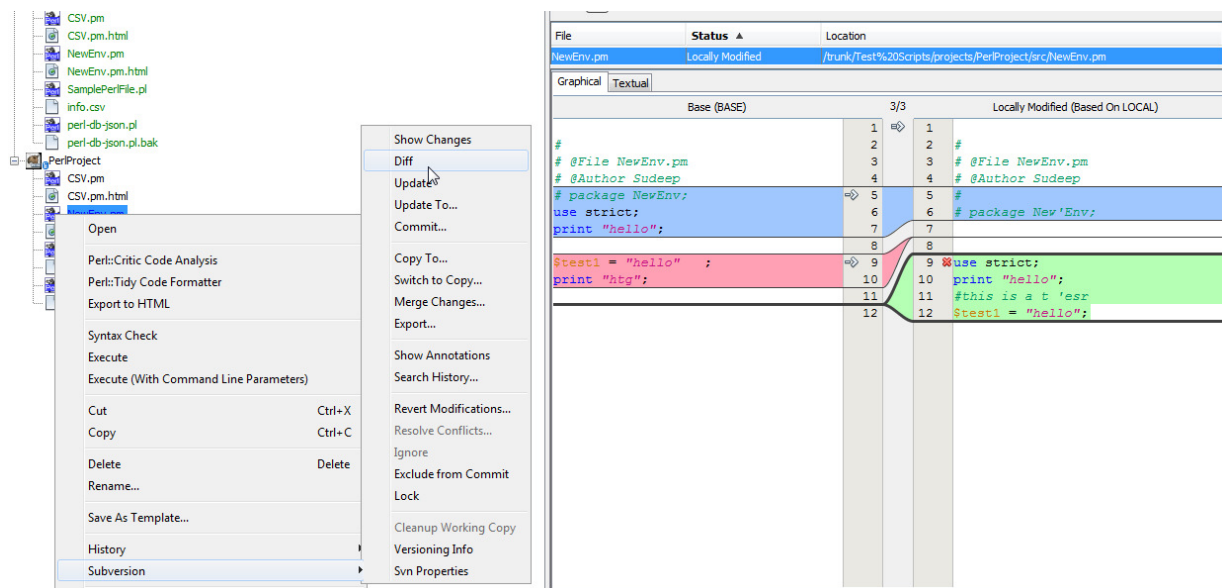 CSV.pm
CSV.pm.html
NewEnv.pm
NewEnv.pm.html
SamplePerlFile.pl
info.csv
perl-db-json.pl
perl-db-json.pl.bak
PerlProject
CSV.pm
CSV.pm.html
NewEnv.pm
Open
Perl::Critic Code Analysis
Perl::Tidy Code Formatter
Export to HTML
Syntax Check
Execute
Execute (With Command Line Parameters)
Cut Ctrl+X
Copy Ctrl+C
Delete Delete
Rename...
Save As Template...
History
Subversion
Show Changes
Diff
Update
Update To...
Commit...
Copy To...
Switch to Copy...
Merge Changes...
Export...
Show Annotations
Search History...
Revert Modifications...
Resolve Conflicts...
Ignore
Exclude from Commit
Lock
Cleanup Working Copy
Versioning Info
Svn Properties
File Status Location
NewEnv.pm Locally Modified /trunk/Test%20Scripts/projects/PerlProject/src/NewEnv.pm
Graphical Textual
Base (BASE) 3/3 Locally Modified (Based On LOCAL)
1 1
# 2 2 #
# @File NewEnv.pm 3 3 # @File NewEnv.pm
# @Author Sudeep 4 4 # @Author Sudeep
# package NewEnv; 5 5 #
use strict; 6 6 # package New'Env;
print "hello"; 7 7
8 8
$test1 = "hello" ; 9 9 use strict;
print "htg"; 10 10 print "hello";
11 11 #this is a t 'esr
12 12 $test1 = "hello";